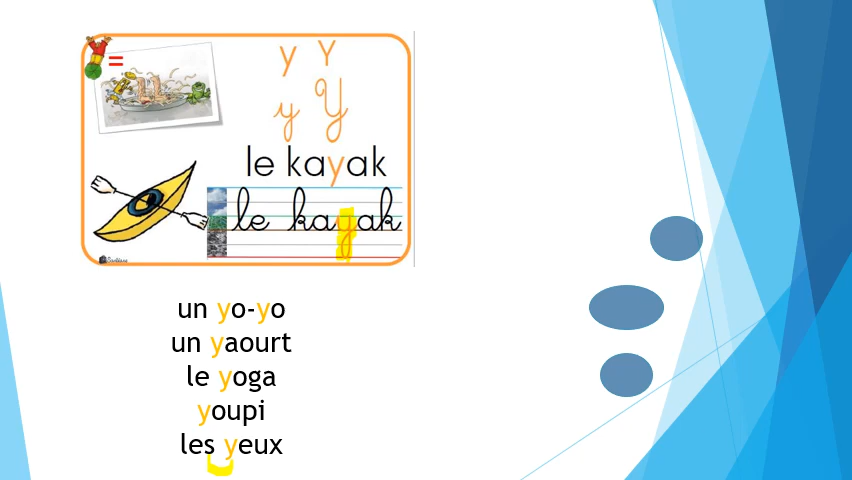 =
y Y
y Y
le kayak
le kayak
un yo-yo
un yaourt
le yoga
youpi
les yeux